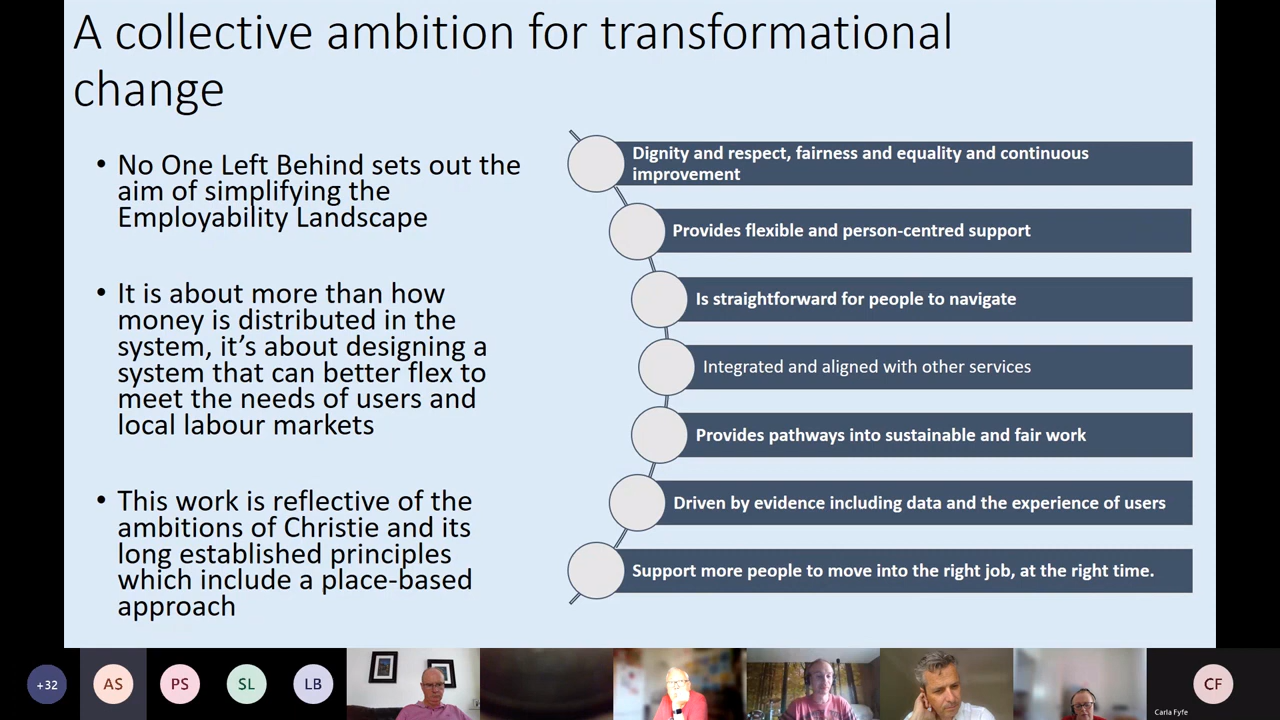 A collective ambition for transformational
change
• No One Left Behind sets out the
aim of simplifying the
Employability Landscape
• It is about more than how
money is distributed in the
system, it’s about designing a
system that can better flex to
meet the needs of users and
local labour markets
• This work is reflective of the
ambitions of Christie and its
long established principles
which include a place-based
approach
Dignity and respect, fairness and equality and continuous
improvement
Provides flexible and person-centred support
Is straightforward for people to navigate
Integrated and aligned with other services
Provides pathways into sustainable and fair work
Driven by evidence including data and the experience of users
Support more people to move into the right job, at the right time.
+32
AS
PS
SL
LB
CF
Carla Fyfe